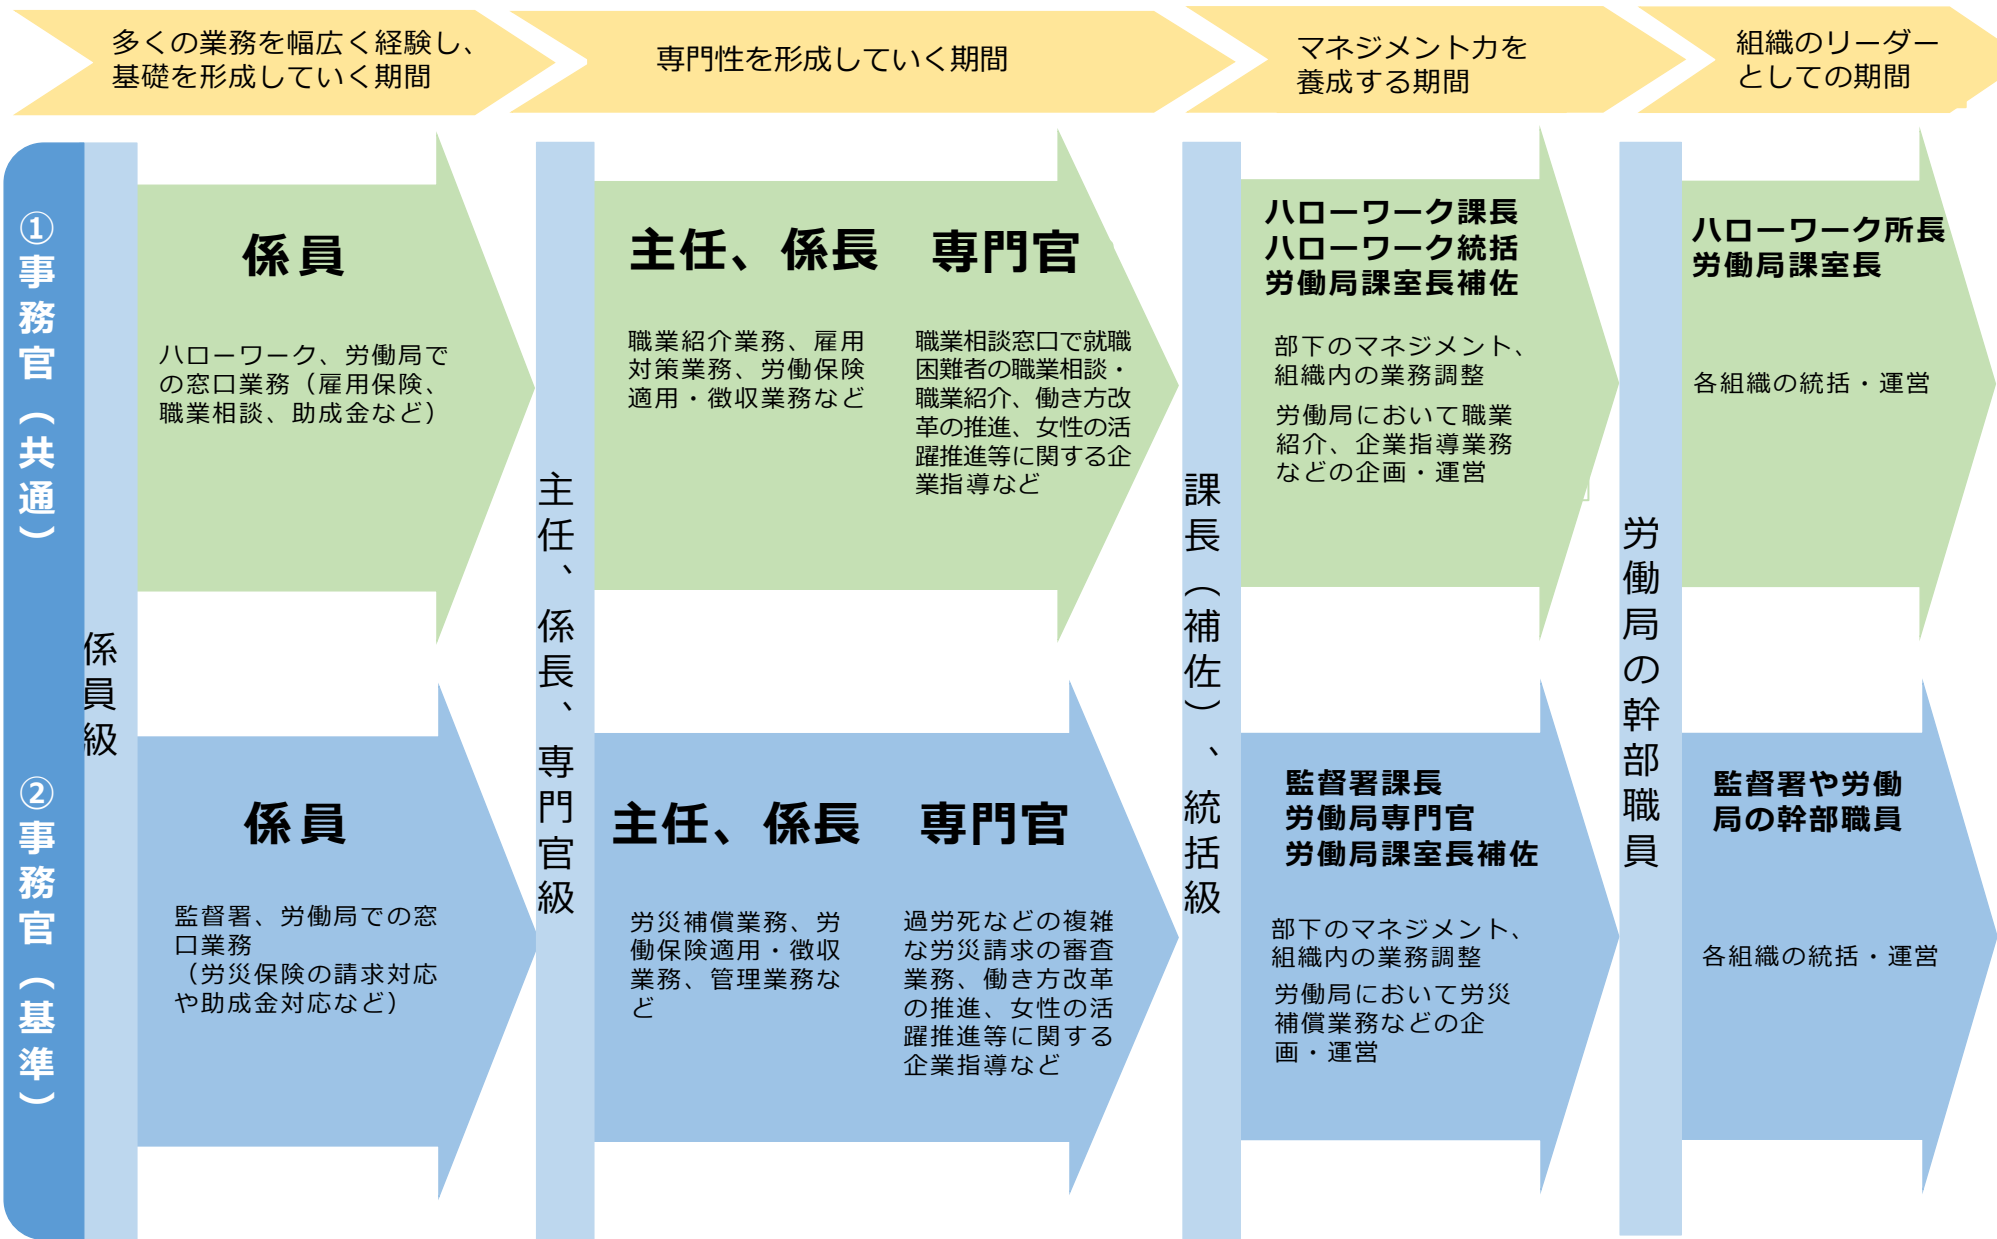 多くの業務を幅広く経験し、
基礎を形成していく期間
専門性を形成していく期間
マネジメント力を
養成する期間
組織のリーダー
としての期間
①事務官（共通）
係員級
係員
ハローワーク、労働局で
の窓口業務（雇用保険、
職業相談、助成金など）
主任、係長、専門官級
主任、係長
職業紹介業務、雇用
対策業務、労働保険
適用・徴収業務など
専門官
職業相談窓口で就職
困難者の職業相談・
職業紹介、働き方改
革の推進、女性の活
躍推進等に関する企
業指導など
課長（補佐）、統括級
ハローワーク課長
ハローワーク統括
労働局課室長補佐
部下のマネジメント、
組織内の業務調整
労働局において職業
紹介、企業指導業務
などの企画・運営
労働局の幹部職員
ハローワーク所長
労働局課室長
各組織の統括・運営
②事務官（基準）
係員
監督署、労働局での窓
口業務
（労災保険の請求対応
や助成金対応など）
主任、係長
労災補償業務、労
働保険適用・徴収
業務、管理業務な
ど
専門官
過労死などの複雑
な労災請求の審査
業務、働き方改革
の推進、女性の活
躍推進等に関する
企業指導など
監督署課長
労働局専門官
労働局課室長補佐
部下のマネジメント、
組織内の業務調整
労働局において労災
補償業務などの企
画・運営
監督署や労働
局の幹部職員
各組織の統括・運営